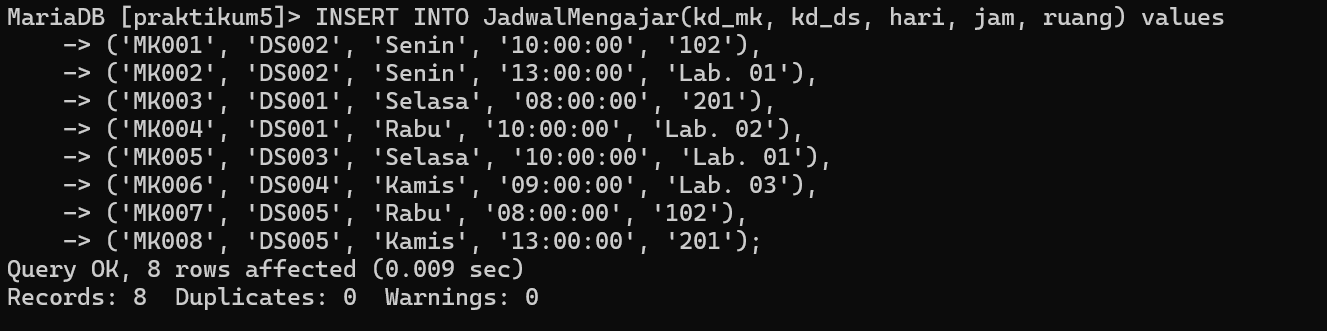 MariaDB [praktikum5]> INSERT INTO JadwalMengajar(kd_mk, kd_ds, hari, jam, ruang) values
    -> ('MK001', 'DS002', 'Senin', '10:00:00', '102'),
    -> ('MK002', 'DS002', 'Senin', '13:00:00', 'Lab. 01'),
    -> ('MK003', 'DS001', 'Selasa', '08:00:00', '201'),
    -> ('MK004', 'DS001', 'Rabu', '10:00:00', 'Lab. 02'),
    -> ('MK005', 'DS003', 'Selasa', '10:00:00', 'Lab. 01'),
    -> ('MK006', 'DS004', 'Kamis', '09:00:00', 'Lab. 03'),
    -> ('MK007', 'DS005', 'Rabu', '08:00:00', '102'),
    -> ('MK008', 'DS005', 'Kamis', '13:00:00', '201');
Query OK, 8 rows affected (0.009 sec)
Records: 8  Duplicates: 0  Warnings: 0